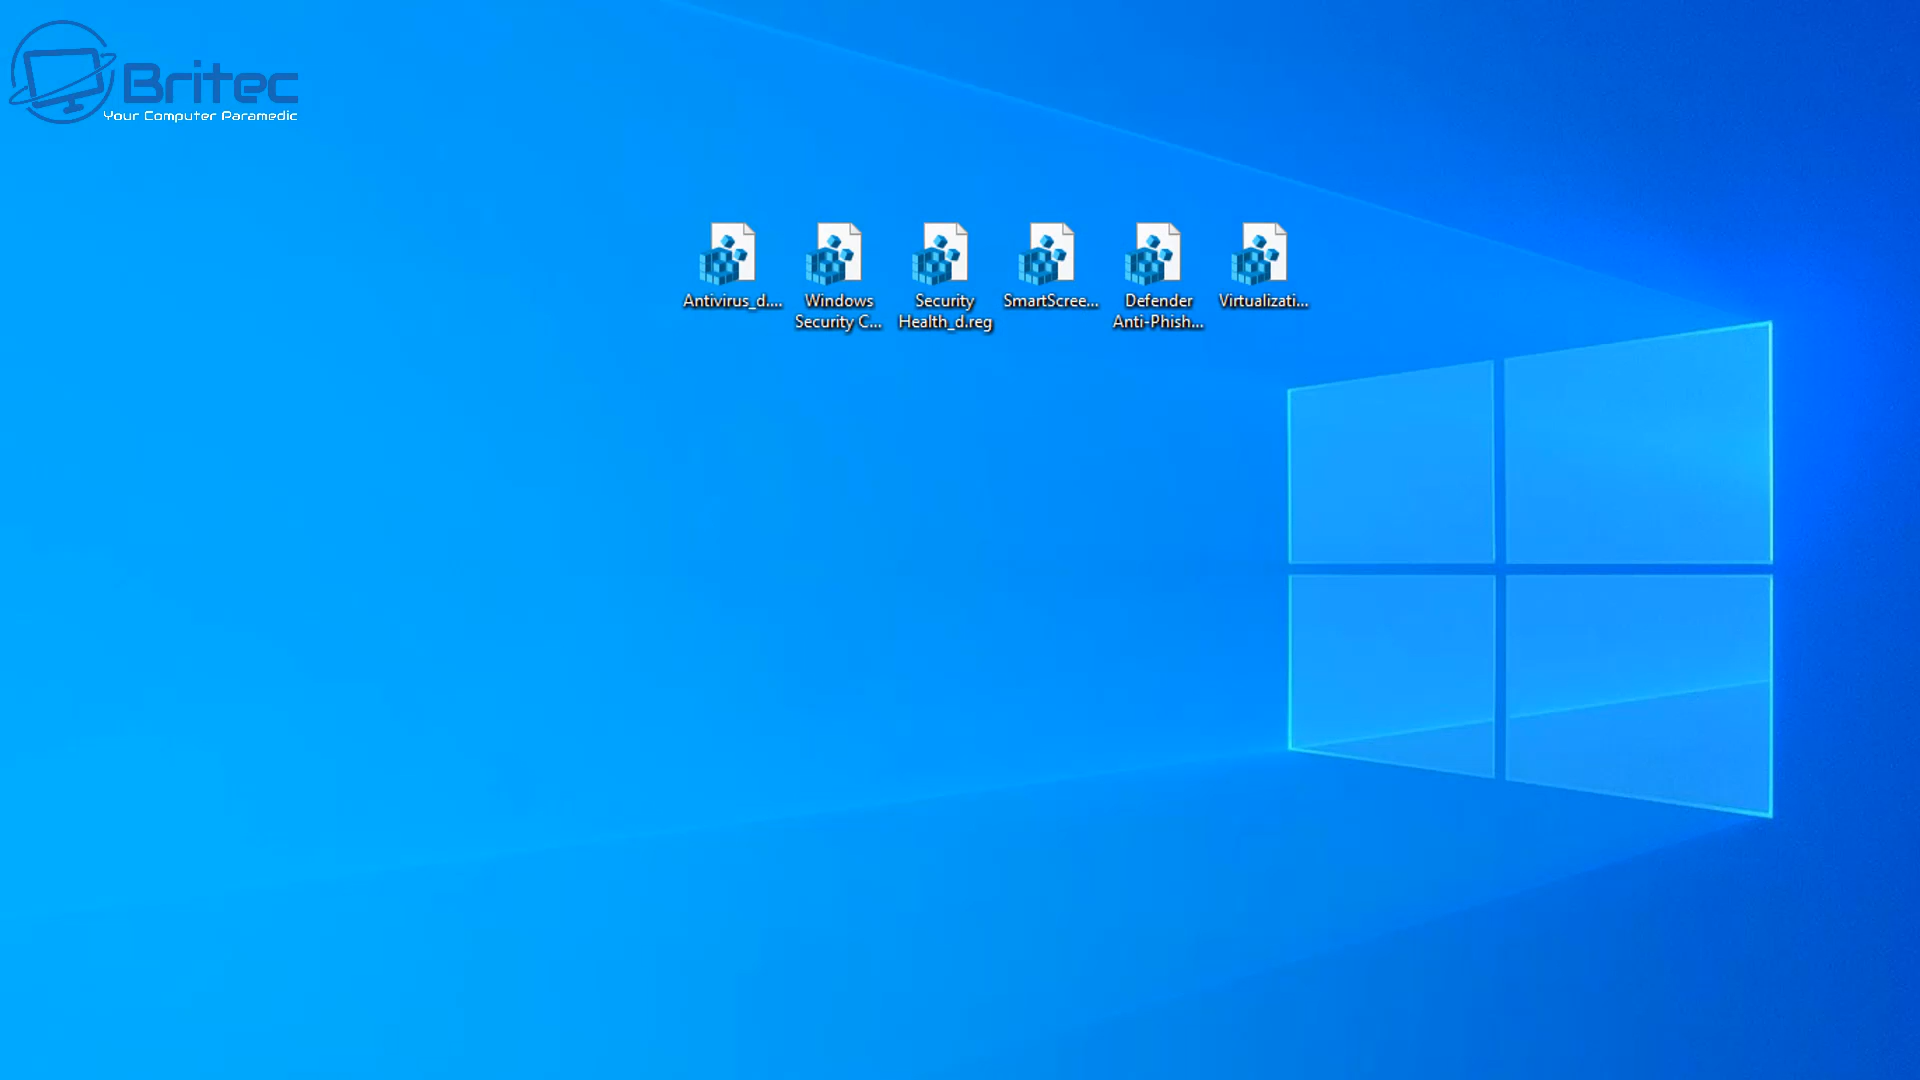 Britec
Your Computer Paramedic
Antivirus_d....
Windows
Security C...
Security
Health_d.reg
SmartScree...
Defender
Anti-Phish...
Virtualizati...